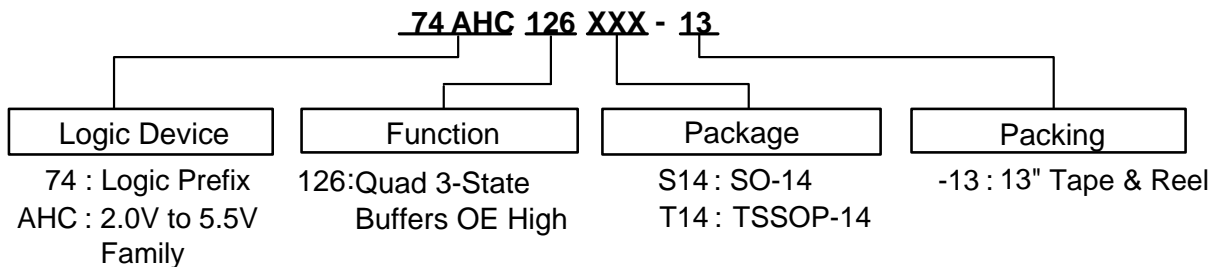 74 AHC 126 XXX - 13
Logic Device
74 : Logic Prefix
AHC : 2.0V to 5.5V
Family
Function
126:Quad 3-State
Buffers OE High
Package
S14 : SO-14
T14 : TSSOP-14
Packing
-13 : 13" Tape & Reel